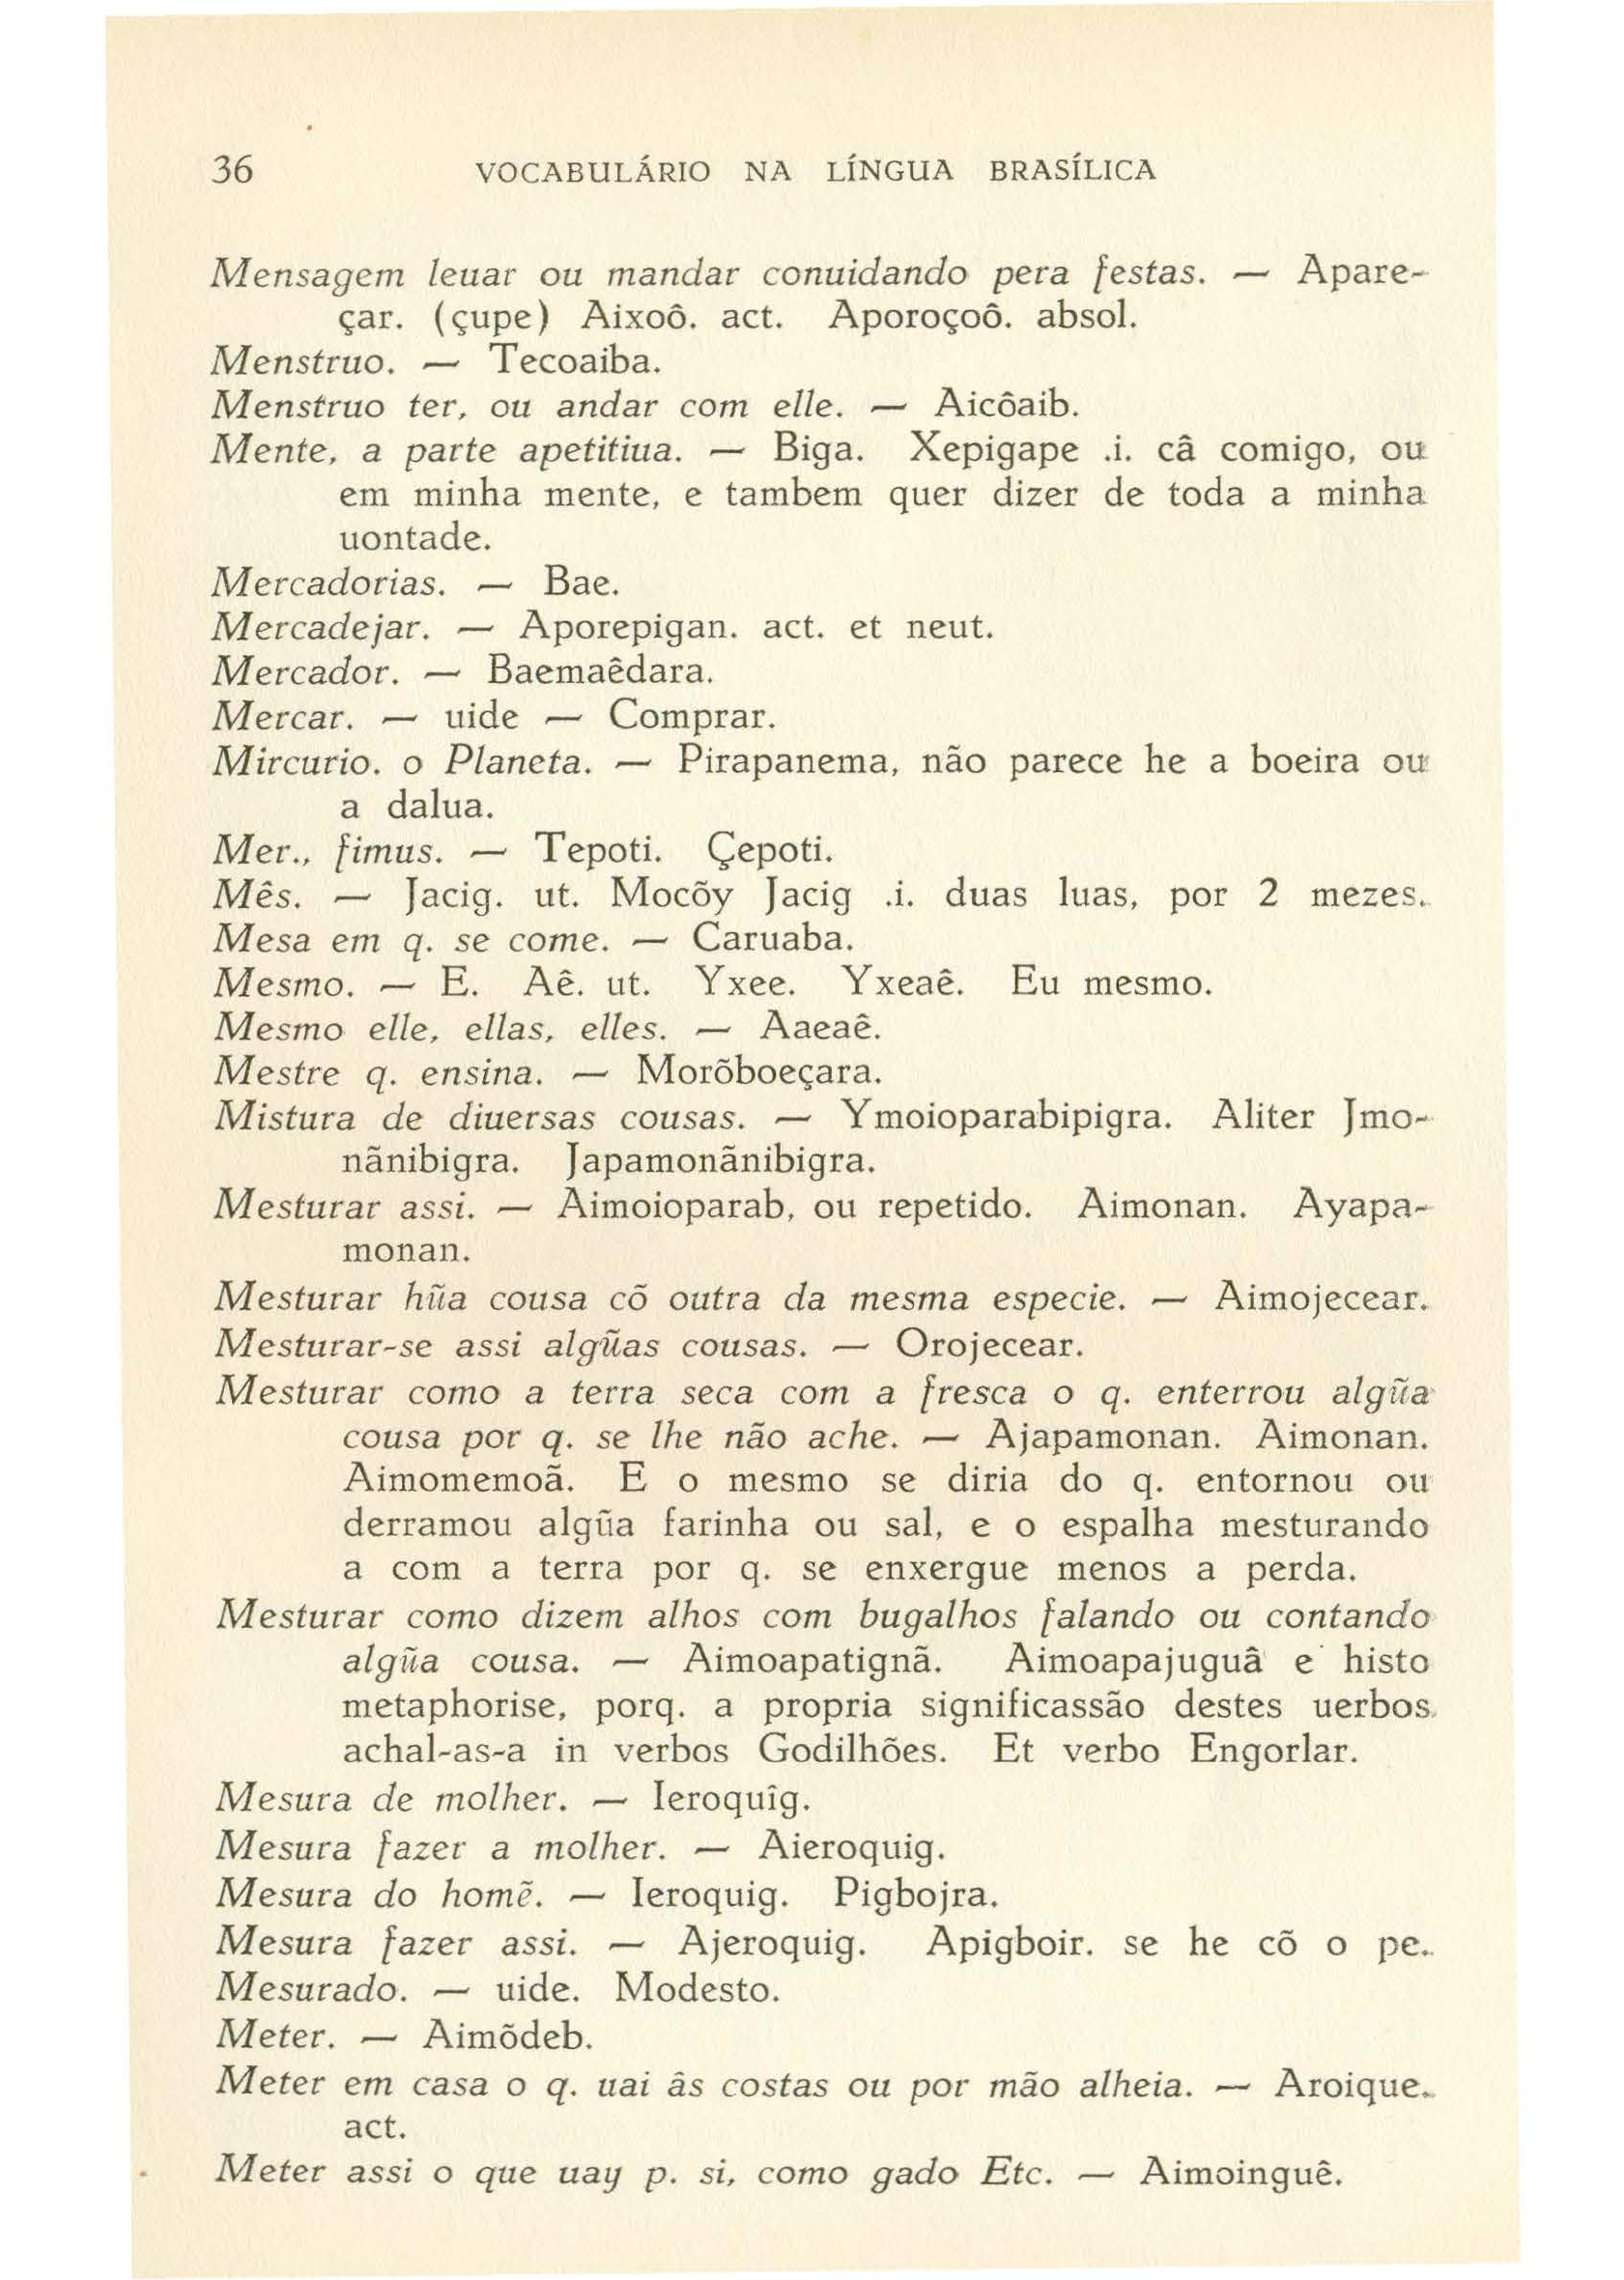 36 VOCABULÁRIO NA LÍNGUA BRASÍLICA
Mensagem leuar ou mandar conuidando pera festas. — Apare-
çar. (çupe) Aixoô. act. Aporoçoô. absol.
Menstruo. — Tecoaiba.
Menstruo ter, ou andar com elle. — Aicôaib.
Mente, a parte apetitiua. — Biga. Xepigape .i. câ comigo, ou
em minha mente, e tambem quer dizer de toda a minha
uontade.
Mercadorias. — Bae.
Mercadejar. — Aporepigan. act. et neut.
Mercador. — Baemaêdara.
Mercar. — uide — Comprar.
Mircurio. o Planeta. — Pirapanema, não parece he a boeira ou
a dalua.
Mer., fimus. — Tepoti. Çepoti.
Mês. — Jacig. ut. Mocõy Jacig .i. duas luas, por 2 mezes.
Mesa em q. se come. — Caruaba.
Mesmo. — E. Aê. ut. Yxee. Yxeaê. Eu mesmo.
Mesmo elle, ellas, elles. — Aaeaê.
Mestre q. ensina. — Morõboeçara.
Mistura de diuersas cousas. — Ymoioparabipigra. Aliter Jmo-
nãnibigra. Japamonãnibigra.
Mesturar assi. — Aimoioparab, ou repetido. Aimonan. Ayapa-
monan.
Mesturar hũa cousa cõ outra da mesma especie. — Aimojecear.
Mesturar-se assi algũas cousas. — Orojecear.
Mesturar como a terra seca com a fresca o q. enterrou algũa
cousa por q. se lhe não ache. — Ajapamonan. Aimonan.
Aimomemoã. E o mesmo se diria do q. entornou ou
derramou algũa farinha ou sal, e o espalha mesturando
a com a terra por q. se enxergue menos a perda.
Mesturar como dizem alhos com bugalhos falando ou contando
algũa cousa. — Aimoapatignã. Aimoapajuguâ e histo
metaphorise, porq. a propria significassão destes uerbos
achal-as-a in verbos Godilhões. Et verbo Engorlar.
Mesura de molher. — Ieroquîg.
Mesura fazer a molher. — Aieroquig.
Mesura do homẽ. — Ieroquig. Pigbojra.
Mesura fazer assi. — Ajeroquig. Apigboir. se he cõ o pe.
Mesurado. — uide. Modesto.
Meter. — Aimõdeb.
Meter em casa o q. uai âs costas ou por mão alheia. — Aroique.
act.
Meter assi o que uay p. si, como gado Etc. — Aimoinguê.